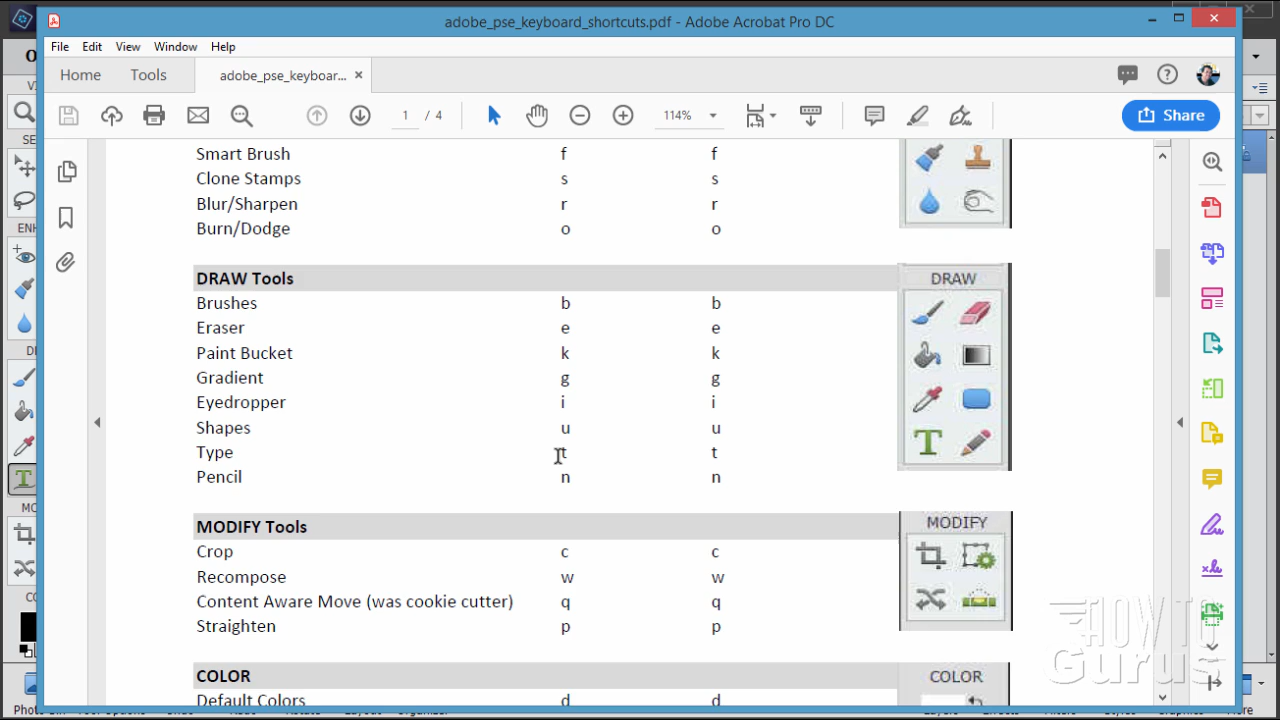 adobe_pse_keyboard_shortcuts.pdf - Adobe Acrobat Pro DC
File Edit View Window Help
Home Tools adobe_pse_keyboar... ×
1 / 4 114% Share
Smart Brush f f
Clone Stamps s s
Blur/Sharpen r r
Burn/Dodge o o
DRAW Tools DRAW
Brushes b b
Eraser e e
Paint Bucket k k
Gradient g g
Eyedropper i i
Shapes u u
Type t t
Pencil n n
MODIFY Tools MODIFY
Crop c c
Recompose w w
Content Aware Move (was cookie cutter) q q
Straighten p p
COLOR COLOR
Default Colors d d
HOW TO
Gurus